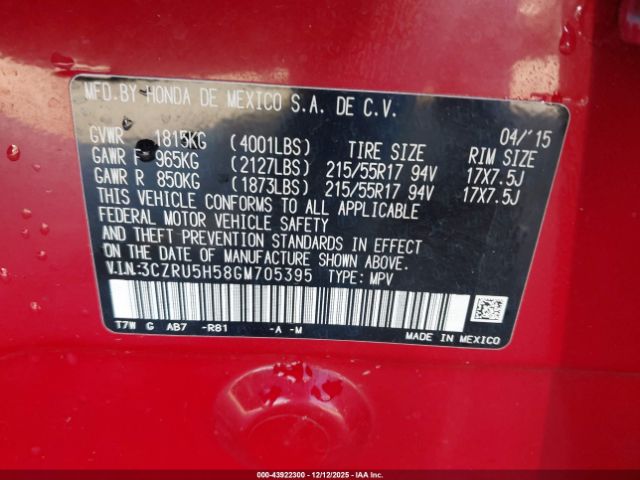 MFD. BY HONDA DE MEXICO S.A. DE C.V.
04/'15
GVWR 1815KG (4001LBS) TIRE SIZE RIM SIZE
GAWR F 965KG (2127LBS) 215/55R17 94V 17X7.5J
GAWR R 850KG (1873LBS) 215/55R17 94V 17X7.5J
THIS VEHICLE CONFORMS TO ALL APPLICABLE
FEDERAL MOTOR VEHICLE SAFETY
AND THEFT PREVENTION STANDARDS IN EFFECT
ON THE DATE OF MANUFACTURE SHOWN ABOVE.
V.I.N.:3CZRU5H58GM705395 TYPE: MPV
T7W G AB7 -R81 -A -M MADE IN MEXICO
000-43922300 - 12/12/2025 - IAA Inc.